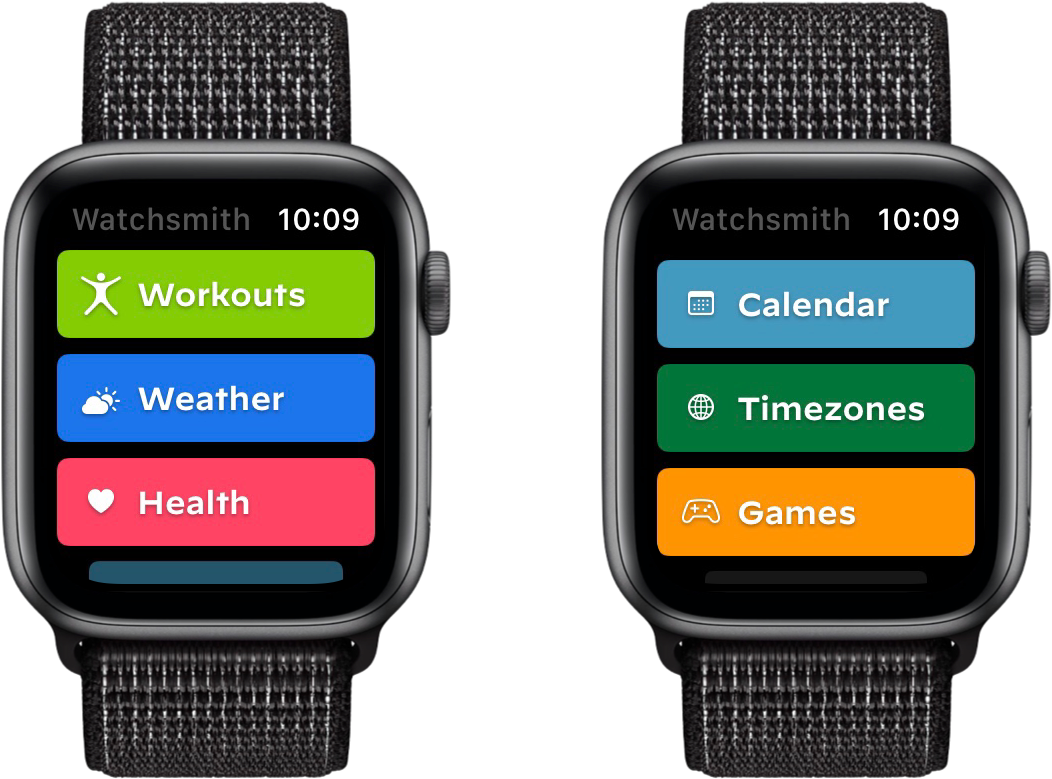 Watchsmith 10:09
Workouts
Weather
Health
Watchsmith 10:09
Calendar
Timezones
Games